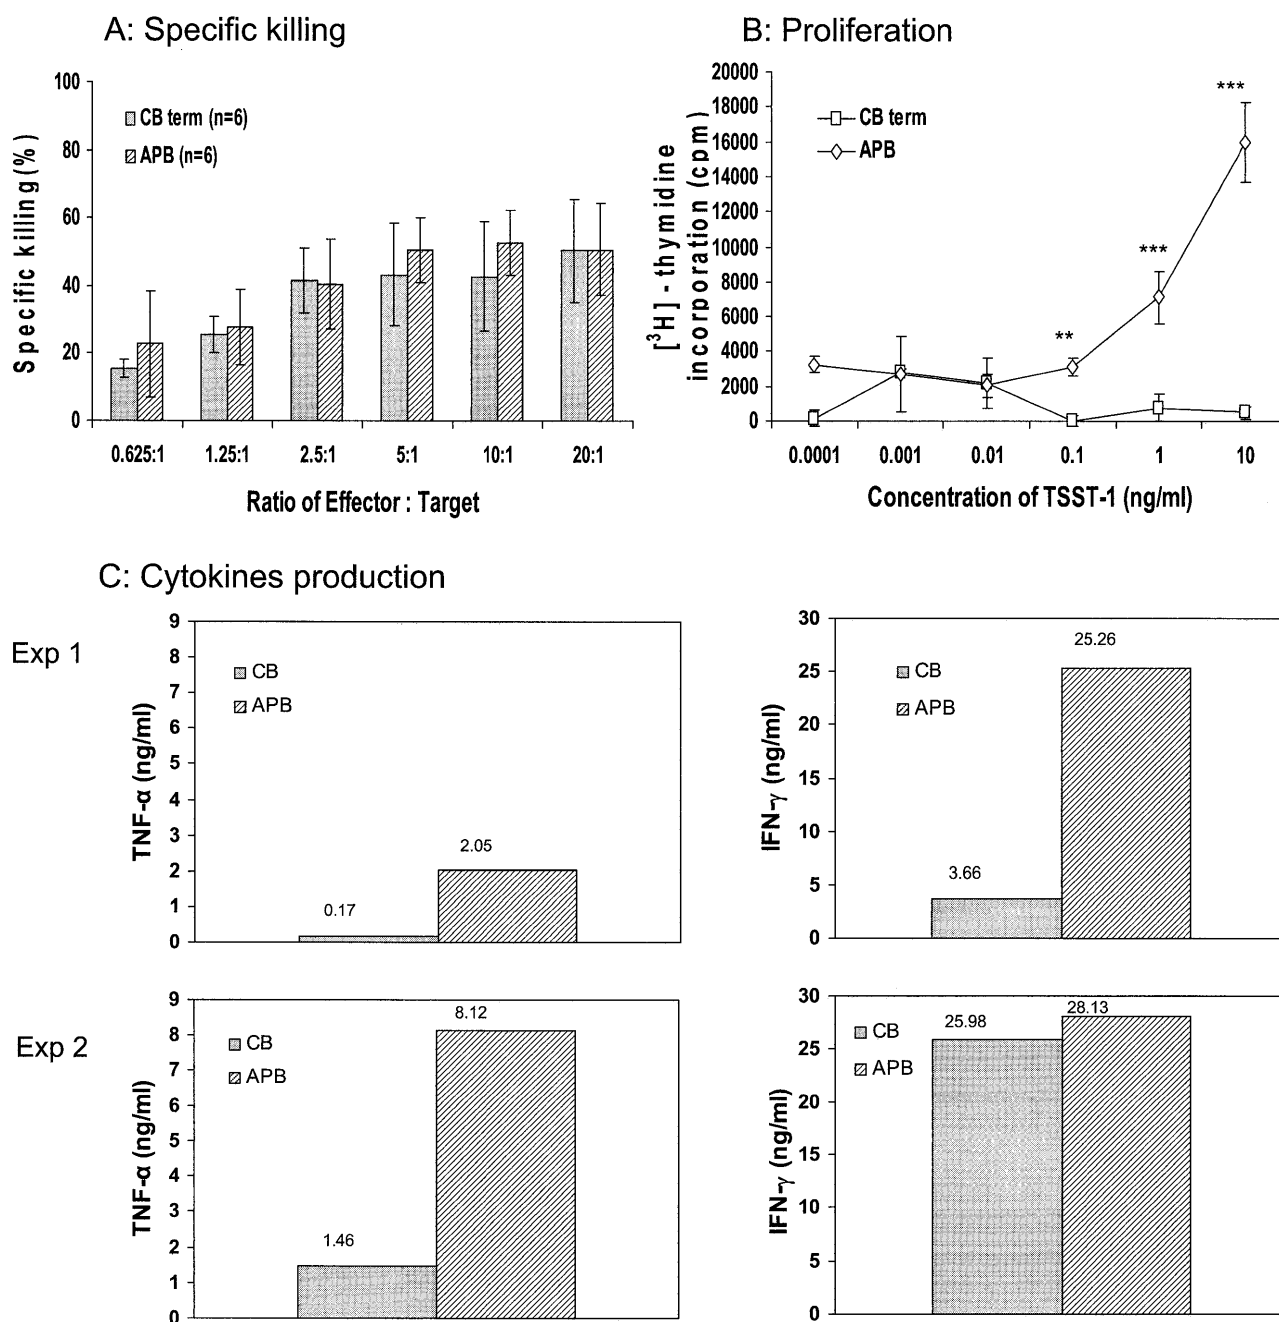 A: Specific killing
Specific killing (%)
100
80
60
40
20
0
CB term (n=6)
APB (n=6)
0.625:1 1.25:1 2.5:1 5:1 10:1 20:1
Ratio of Effector : Target
B: Proliferation
[³H] - thymidine
incorporation (cpm)
20000
18000
16000
14000
12000
10000
8000
6000
4000
2000
0
CB term
APB
**
***
***
0.0001 0.001 0.01 0.1 1 10
Concentration of TSST-1 (ng/ml)
C: Cytokines production
Exp 1
TNF-α (ng/ml)
9
8
7
6
5
4
3
2
1
0
CB
APB
0.17
2.05
IFN-γ (ng/ml)
30
25
20
15
10
5
0
CB
APB
3.66
25.26
Exp 2
TNF-α (ng/ml)
9
8
7
6
5
4
3
2
1
0
CB
APB
1.46
8.12
IFN-γ (ng/ml)
30
25
20
15
10
5
0
CB
APB
25.98
28.13